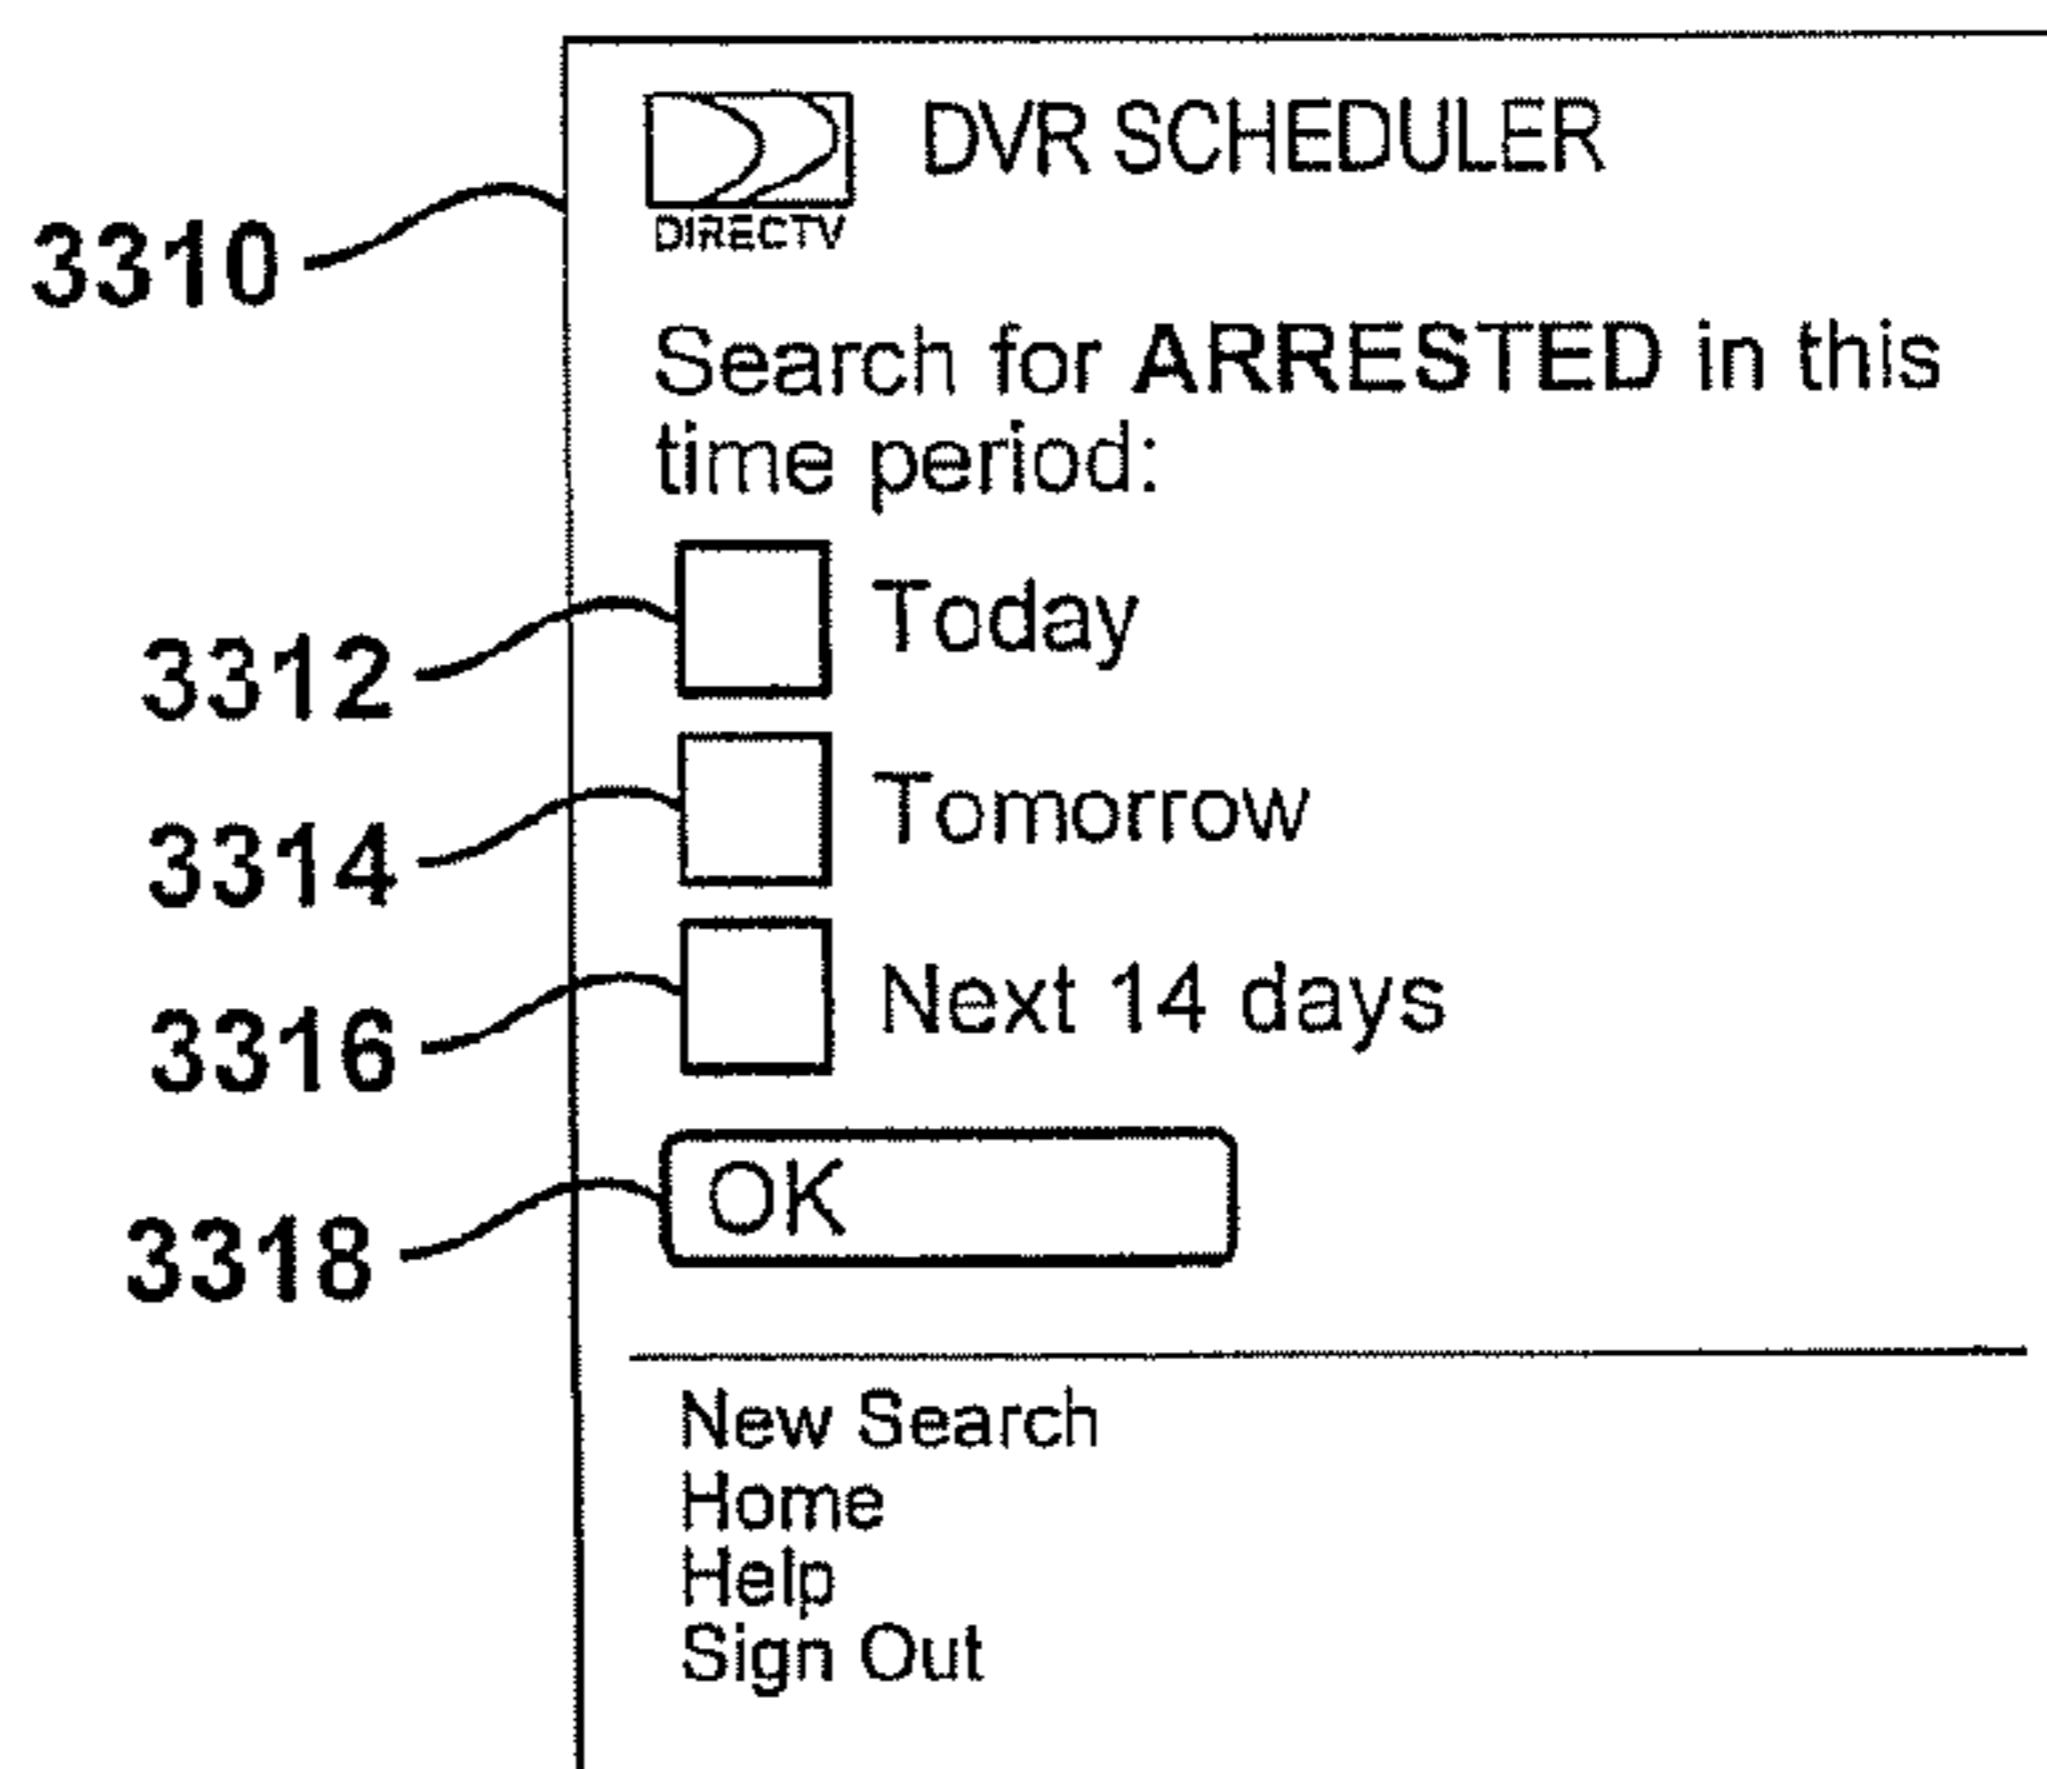 DVR SCHEDULER
DIRECTV
3310
Search for ARRESTED in this
time period:
Today
3312
Tomorrow
3314
Next 14 days
3316
OK
3318
New Search
Home
Help
Sign Out